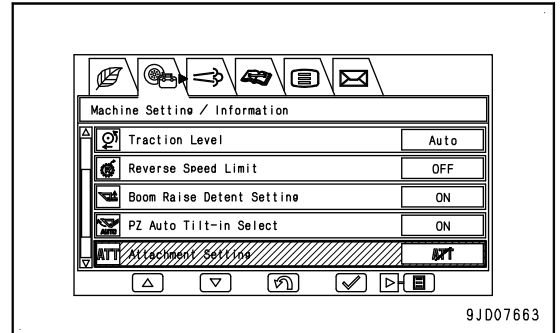 Machine Setting / Information
Traction Level Auto
Reverse Speed Limit OFF
Boom Raise Detent Setting ON
AUTO PZ Auto Tilt-in Select ON
ATT Attachment Setting ATT
9JD07663